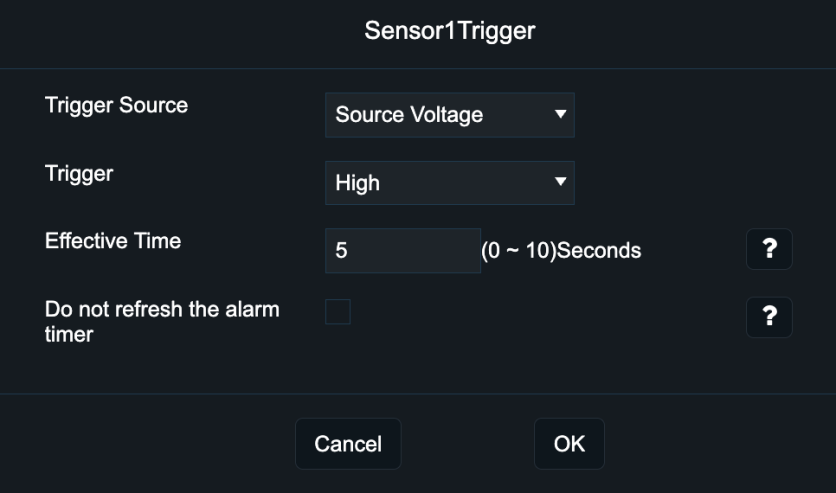 Sensor1Trigger
Trigger Source
Source Voltage
Trigger
High
Effective Time
5
(0 ~ 10)Seconds
?
Do not refresh the alarm
timer
?
Cancel
OK